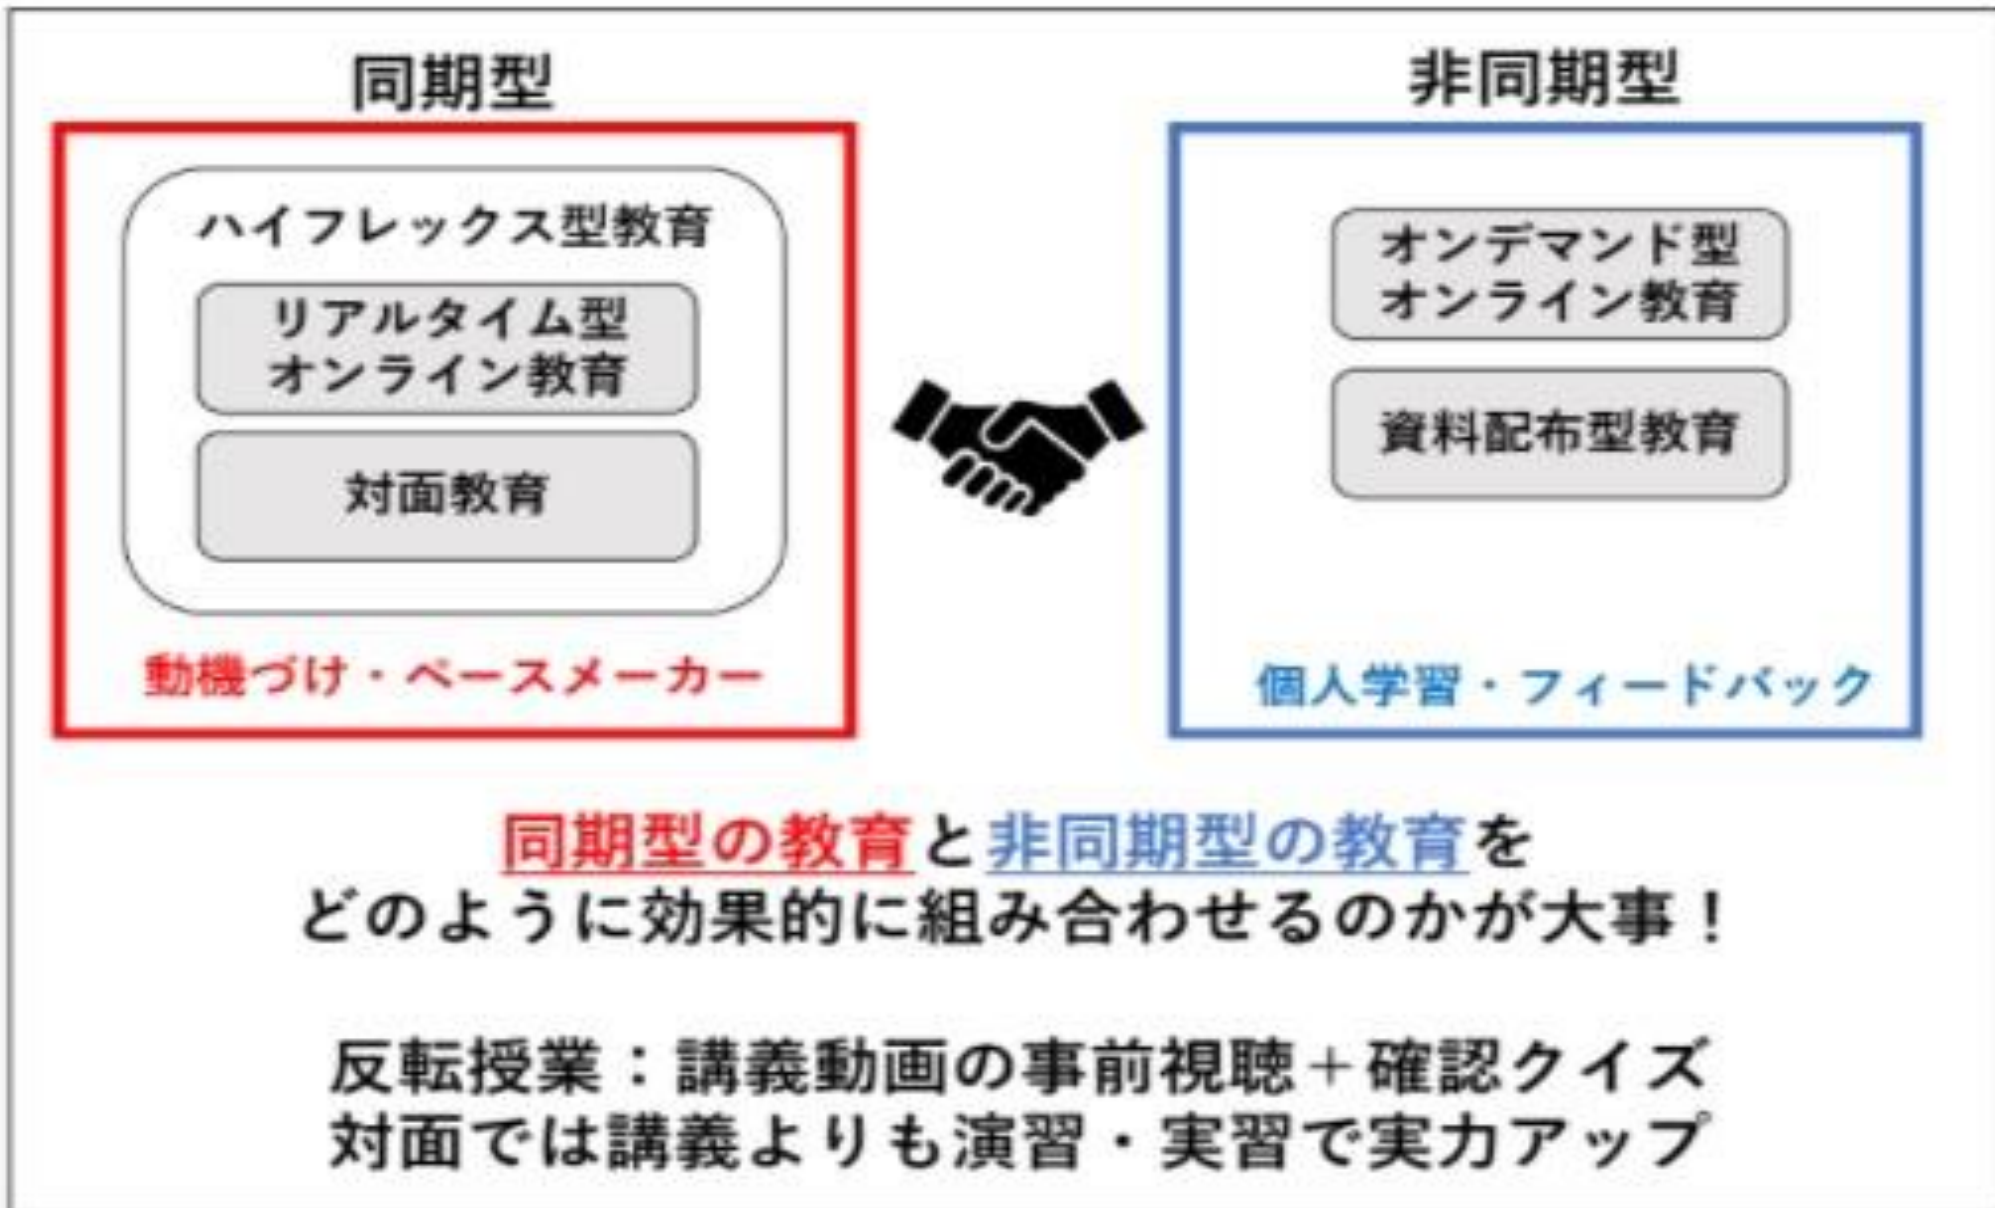 同期型
ハイフレックス型教育
リアルタイム型
オンライン教育
対面教育
動機づけ・ペースメーカー
非同期型
オンデマンド型
オンライン教育
資料配布型教育
個人学習・フィードバック
同期型の教育と非同期型の教育を
どのように効果的に組み合わせるのかが大事！
反転授業：講義動画の事前視聴＋確認クイズ
対面では講義よりも演習・実習で実力アップ